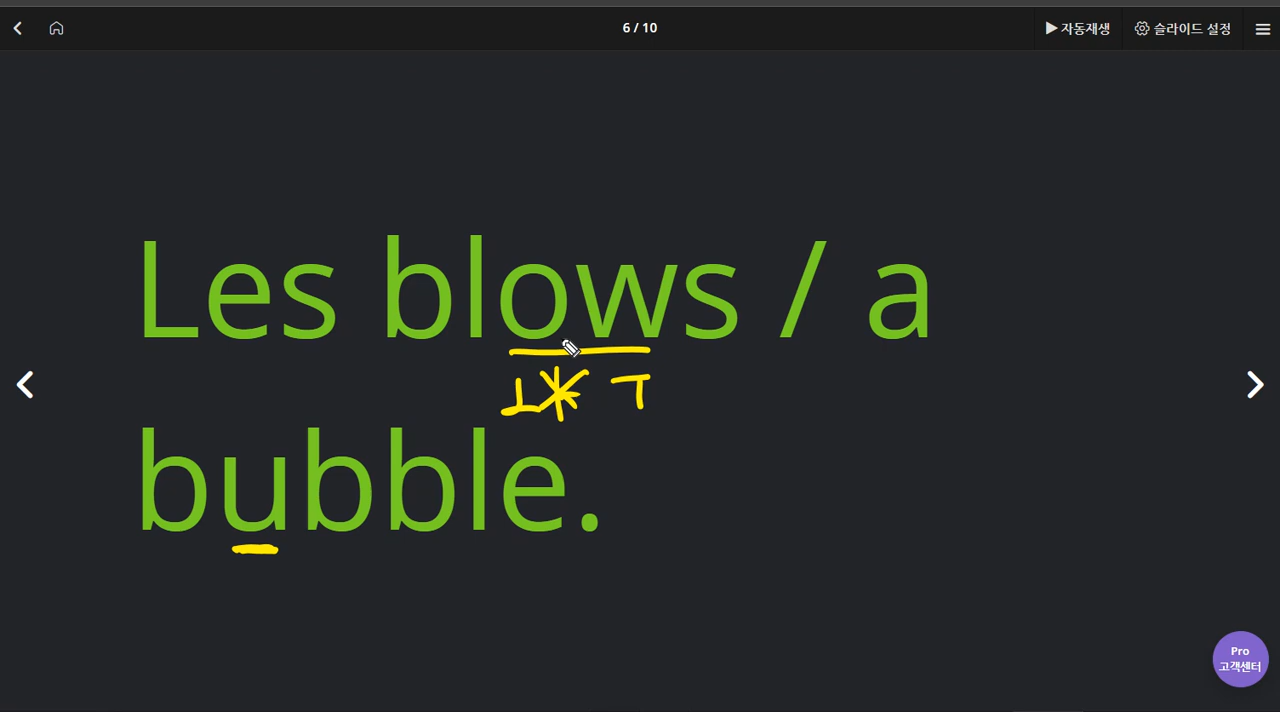 6 / 10
▶ 자동재생
슬라이드 설정
Les blows / a
ㅗ* ㅜ
bubble.
Pro
고객센터